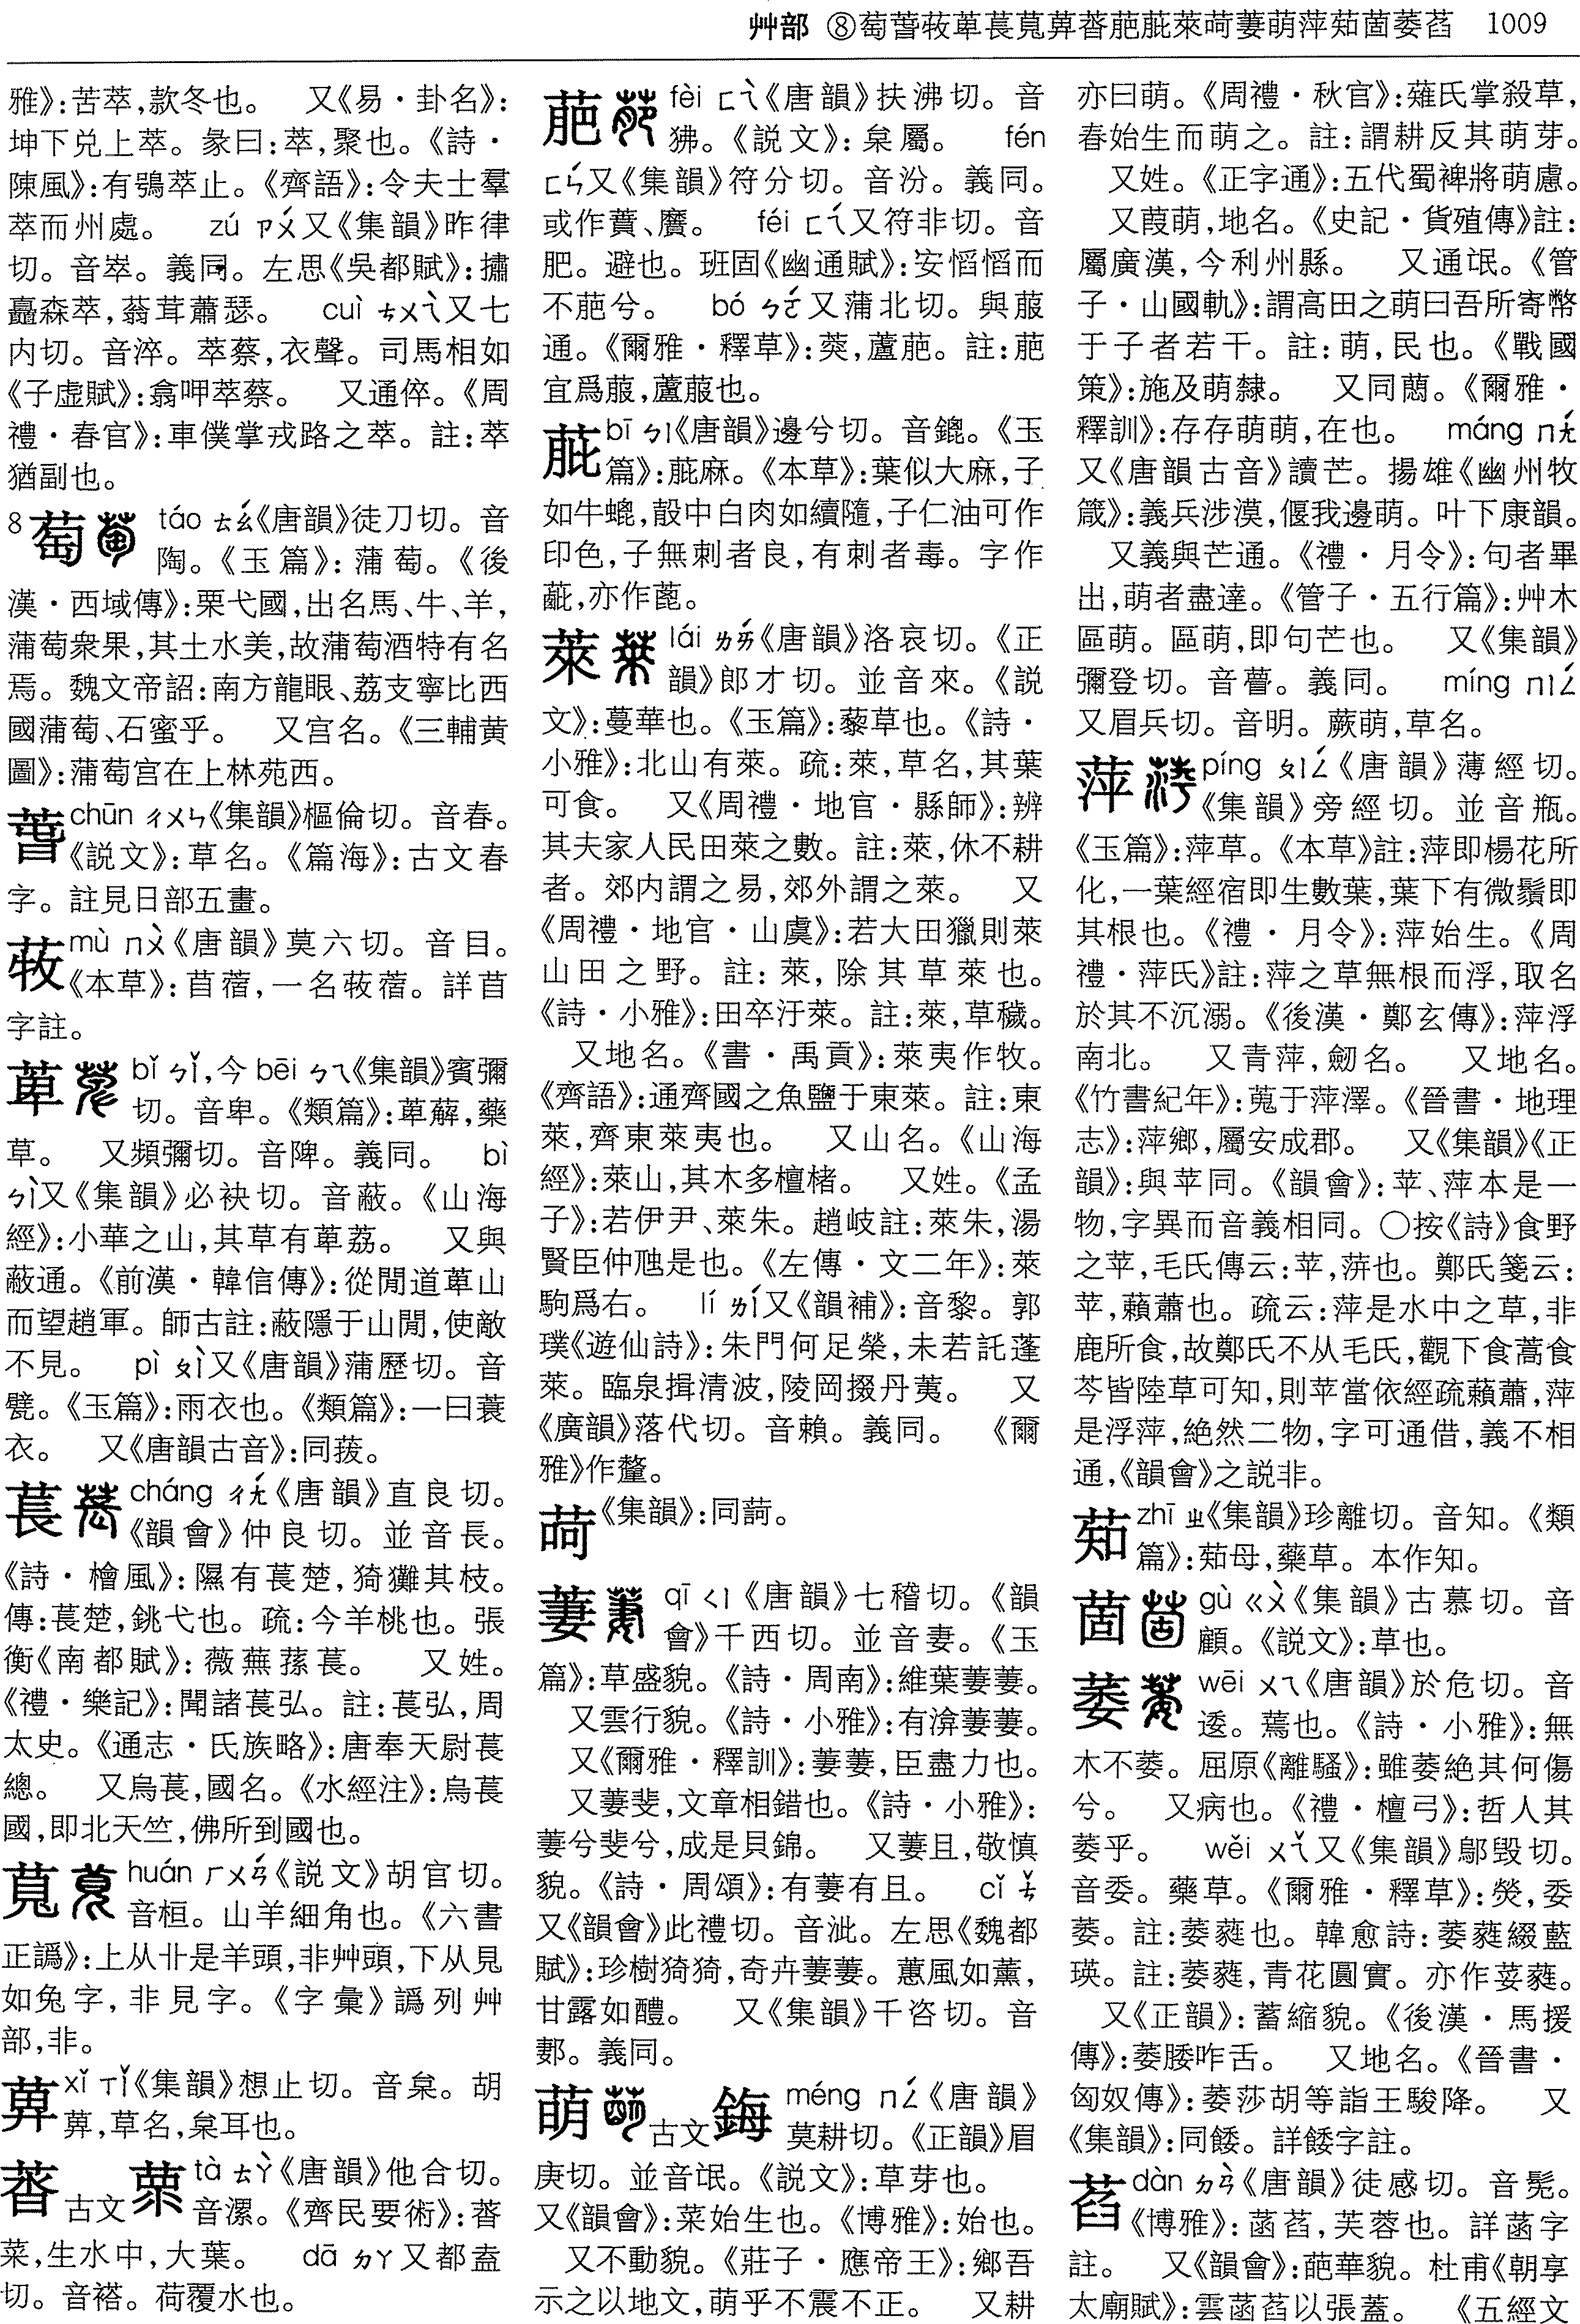 艸部 ⑧萄萅莯萆萇萈葞荅萉蓖萊萪萋萌萍茹菌萎萏 1009
雅》:苦萃,款冬也。 又《易·卦名》:
坤下兑上萃。彖曰:萃,聚也。《詩·
陳風》:有鴞萃止。《齊語》:令夫士羣
萃而州處。 zú ㄗㄨˊ又《集韻》昨律
切。音崒。義同。左思《吳都賦》:㯟
矗森萃,蓊茸蕭瑟。 cuì ㄘㄨㄟˋ又七
内切。音淬。萃蔡,衣聲。司馬相如
《子虚賦》:翕呷萃蔡。 又通倅。《周
禮·春官》:車僕掌戎路之萃。註:萃
猶副也。
8萄 táo ㄊㄠˊ《唐韻》徒刀切。音
陶。《玉篇》:蒲萄。《後
漢·西域傳》:栗弋國,出名馬、牛、羊,
蒲萄衆果,其土水美,故蒲萄酒特有名
焉。魏文帝詔:南方龍眼、荔支寧比西
國蒲萄、石蜜乎。 又宫名。《三輔黄
圖》:蒲萄宫在上林苑西。
萅 chūn ㄔㄨㄣ《集韻》樞倫切。音春。
《説文》:草名。《篇海》:古文春
字。註見日部五畫。
莯 mù ㄇㄨˋ《唐韻》莫六切。音目。
《本草》:苜蓿,一名莯蓿。詳苜
字註。
萆 bǐ ㄅㄧˇ,今 bēi ㄅㄟ《集韻》賓彌
切。音卑。《類篇》:萆薢,藥
草。 又頻彌切。音陴。義同。 bì
ㄅㄧˋ又《集韻》必袂切。音蔽。《山海
經》:小華之山,其草有萆荔。 又與
蔽通。《前漢·韓信傳》:從閒道萆山
而望趙軍。師古註:蔽隱于山閒,使敵
不見。 pì ㄆㄧˋ又《唐韻》蒲歷切。音
甓。《玉篇》:雨衣也。《類篇》:一曰蓑
衣。 又《唐韻古音》:同菝。
萇 cháng ㄔㄤˊ《唐韻》直良切。
《韻會》仲良切。並音長。
《詩·檜風》:隰有萇楚,猗儺其枝。
傳:萇楚,銚弋也。疏:今羊桃也。張
衡《南都賦》:薇蕪蓀萇。 又姓。
《禮·樂記》:聞諸萇弘。註:萇弘,周
太史。《通志·氏族略》:唐奉天尉萇
總。 又烏萇,國名。《水經注》:烏萇
國,即北天竺,佛所到國也。
萈 huán ㄏㄨㄢˊ《説文》胡官切。
音桓。山羊細角也。《六書
正譌》:上从卝是羊頭,非艸頭,下从見
如兔字,非見字。《字彙》譌列艸
部,非。
xǐ ㄒㄧˇ《集韻》想止切。音枲。胡
,草名,枲耳也。
古文 tà ㄊㄚˋ《唐韻》他合切。
音漯。《齊民要術》:荅
菜,生水中,大葉。 dā ㄉㄚ又都盍
切。音褡。荷覆水也。
萉 fèi ㄈㄟˋ《唐韻》扶沸切。音
狒。《説文》:枲屬。 fén
ㄈㄣˊ又《集韻》符分切。音汾。義同。
或作蕡、黂。 féi ㄈㄟˊ又符非切。音
肥。避也。班固《幽通賦》:安慆慆而
不萉兮。 bó ㄅㄛˊ又蒲北切。與菔
通。《爾雅·釋草》:葖,蘆萉。註:萉
宜爲菔,蘆菔也。
bī ㄅㄧ《唐韻》邊兮切。音鎞。《玉
篇》:麻。《本草》:葉似大麻,子
如牛螕,㱿中白肉如續隨,子仁油可作
印色,子無刺者良,有刺者毒。字作
,亦作蓖。
萊 lái ㄌㄞˊ《唐韻》洛哀切。《正
韻》郎才切。並音來。《説
文》:蔓華也。《玉篇》:藜草也。《詩·
小雅》:北山有萊。疏:萊,草名,其葉
可食。 又《周禮·地官·縣師》:辨
其夫家人民田萊之數。註:萊,休不耕
者。郊内謂之易,郊外謂之萊。 又
《周禮·地官·山虞》:若大田獵則萊
山田之野。註:萊,除其草萊也。
《詩·小雅》:田卒汙萊。註:萊,草穢。
又地名。《書·禹貢》:萊夷作牧。
《齊語》:通齊國之魚鹽于東萊。註:東
萊,齊東萊夷也。 又山名。《山海
經》:萊山,其木多檀楮。 又姓。《孟
子》:若伊尹、萊朱。趙岐註:萊朱,湯
賢臣仲虺是也。《左傳·文二年》:萊
駒爲右。 lí ㄌㄧˊ又《韻補》:音黎。郭
璞《遊仙詩》:朱門何足榮,未若託蓬
萊。臨泉揖清波,陵岡掇丹荑。 又
《廣韻》落代切。音賴。義同。 《爾
雅》作釐。
《集韻》:同。
萋 qī ㄑㄧ《唐韻》七稽切。《韻
會》千西切。並音妻。《玉
篇》:草盛貌。《詩·周南》:維葉萋萋。
又雲行貌。《詩·小雅》:有渰萋萋。
又《爾雅·釋訓》:萋萋,臣盡力也。
又萋斐,文章相錯也。《詩·小雅》:
萋兮斐兮,成是貝錦。 又萋且,敬慎
貌。《詩·周頌》:有萋有且。 cǐ ㄘˇ
又《韻會》此禮切。音泚。左思《魏都
賦》:珍樹猗猗,奇卉萋萋。蕙風如薰,
甘露如醴。 又《集韻》千咨切。音
郪。義同。
萌 古文 méng ㄇㄥˊ《唐韻》
莫耕切。《正韻》眉
庚切。並音氓。《説文》:草芽也。
又《韻會》:菜始生也。《博雅》:始也。
又不動貌。《莊子·應帝王》:鄉吾
示之以地文,萌乎不震不正。 又耕
亦曰萌。《周禮·秋官》:薙氏掌殺草,
春始生而萌之。註:謂耕反其萌芽。
又姓。《正字通》:五代蜀裨將萌慮。
又葭萌,地名。《史記·貨殖傳》註:
屬廣漢,今利州縣。 又通氓。《管
子·山國軌》:謂高田之萌曰吾所寄幣
于子者若干。註:萌,民也。《戰國
策》:施及萌隸。 又同蕄。《爾雅·
釋訓》:存存萌萌,在也。 máng ㄇㄤˊ
又《唐韻古音》讀芒。揚雄《幽州牧
箴》:義兵涉漠,偃我邊萌。叶下康韻。
又義與芒通。《禮·月令》:句者畢
出,萌者盡達。《管子·五行篇》:艸木
區萌。區萌,即句芒也。 又《集韻》
彌登切。音瞢。義同。 míng ㄇㄧㄥˊ
又眉兵切。音明。蕨萌,草名。
萍 píng ㄆㄧㄥˊ《唐韻》薄經切。
《集韻》旁經切。並音瓶。
《玉篇》:萍草。《本草》註:萍即楊花所
化,一葉經宿即生數葉,葉下有微鬚即
其根也。《禮·月令》:萍始生。《周
禮·萍氏》註:萍之草無根而浮,取名
於其不沉溺。《後漢·鄭玄傳》:萍浮
南北。 又青萍,劒名。 又地名。
《竹書紀年》:蒐于萍澤。《晉書·地理
志》:萍鄉,屬安成郡。 又《集韻》《正
韻》:與苹同。《韻會》:苹、萍本是一
物,字異而音義相同。〇按《詩》食野
之苹,毛氏傳云:苹,蓱也。鄭氏箋云:
苹,藾蕭也。疏云:萍是水中之草,非
鹿所食,故鄭氏不从毛氏,觀下食蒿食
芩皆陸草可知,則苹當依經疏藾蕭,萍
是浮萍,絶然二物,字可通借,義不相
通,《韻會》之説非。
zhī ㄓ《集韻》珍離切。音知。《類
篇》:母,藥草。本作知。
gù ㄍㄨˋ《集韻》古慕切。音
顧。《説文》:草也。
萎 wēi ㄨㄟ《唐韻》於危切。音
逶。蔫也。《詩·小雅》:無
木不萎。屈原《離騷》:雖萎絶其何傷
兮。 又病也。《禮·檀弓》:哲人其
萎乎。 wěi ㄨㄟˇ又《集韻》鄔毁切。
音委。藥草。《爾雅·釋草》:熒,委
萎。註:萎蕤也。韓愈詩:萎蕤綴藍
瑛。註:萎蕤,青花圓實。亦作荽蕤。
又《正韻》:蓄縮貌。《後漢·馬援
傳》:萎腇咋舌。 又地名。《晉書·
匈奴傳》:萎莎胡等詣王駿降。 又
《集韻》:同餧。詳餧字註。
萏 dàn ㄉㄢˋ《唐韻》徒感切。音髧。
《博雅》:菡萏,芙蓉也。詳菡字
註。 又《韻會》:葩華貌。杜甫《朝享
太廟賦》:雲菡萏以張蓋。 《五經文